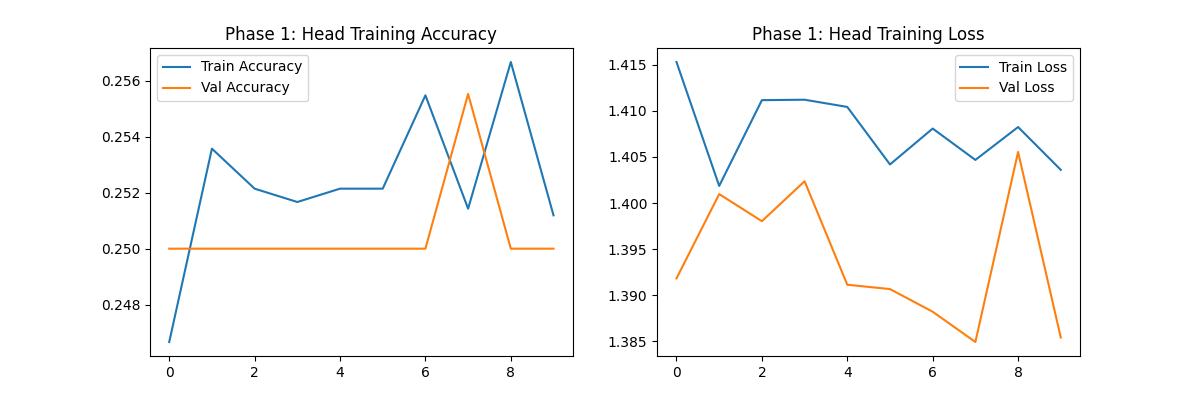 Phase 1: Head Training Accuracy
Train Accuracy
Val Accuracy
0.256
0.254
0.252
0.250
0.248
0 2 4 6 8
Phase 1: Head Training Loss
Train Loss
Val Loss
1.415
1.410
1.405
1.400
1.395
1.390
1.385
0 2 4 6 8